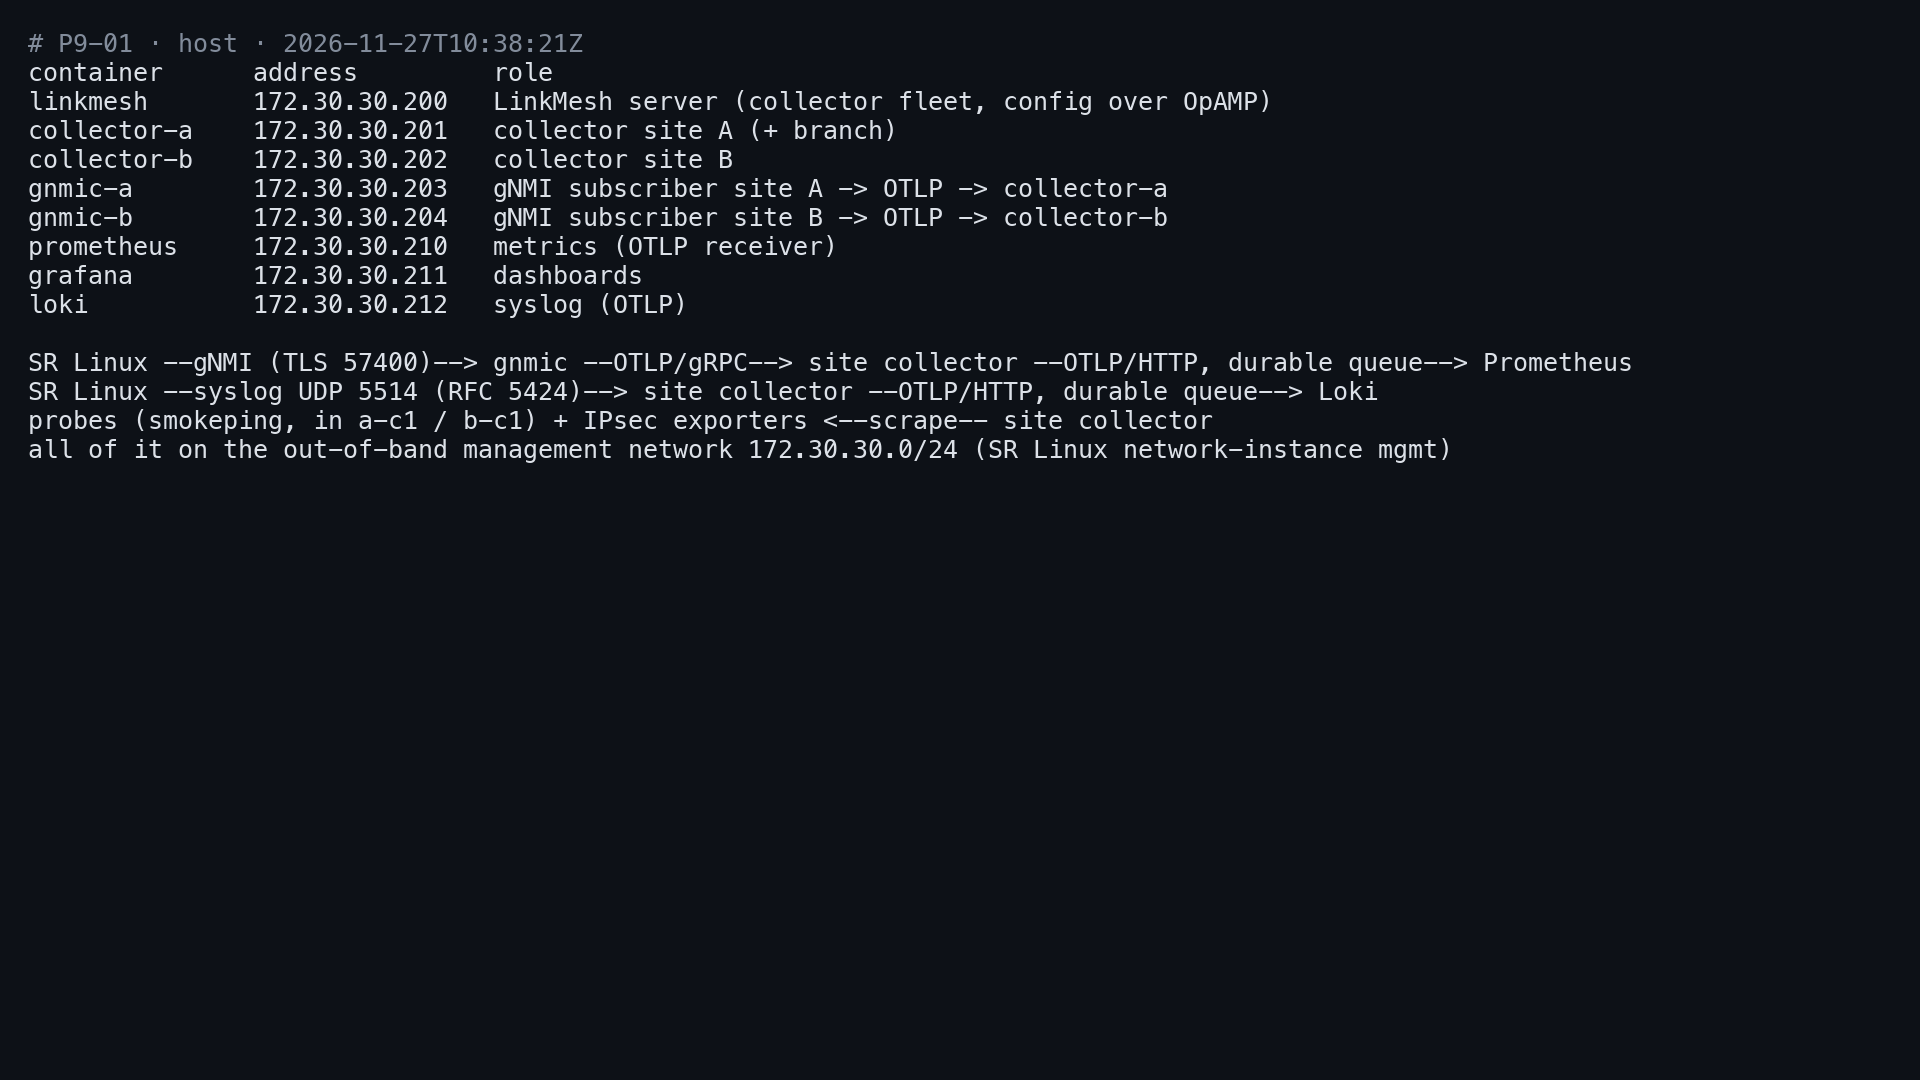 # P9-01 · host · 2026-11-27T10:38:21Z
container      address         role
linkmesh       172.30.30.200   LinkMesh server (collector fleet, config over OpAMP)
collector-a    172.30.30.201   collector site A (+ branch)
collector-b    172.30.30.202   collector site B
gnmic-a        172.30.30.203   gNMI subscriber site A -> OTLP -> collector-a
gnmic-b        172.30.30.204   gNMI subscriber site B -> OTLP -> collector-b
prometheus     172.30.30.210   metrics (OTLP receiver)
grafana        172.30.30.211   dashboards
loki           172.30.30.212   syslog (OTLP)
SR Linux --gNMI (TLS 57400)--> gnmic --OTLP/gRPC--> site collector --OTLP/HTTP, durable queue--> Prometheus
SR Linux --syslog UDP 5514 (RFC 5424)--> site collector --OTLP/HTTP, durable queue--> Loki
probes (smokeping, in a-c1 / b-c1) + IPsec exporters <--scrape-- site collector
all of it on the out-of-band management network 172.30.30.0/24 (SR Linux network-instance mgmt)